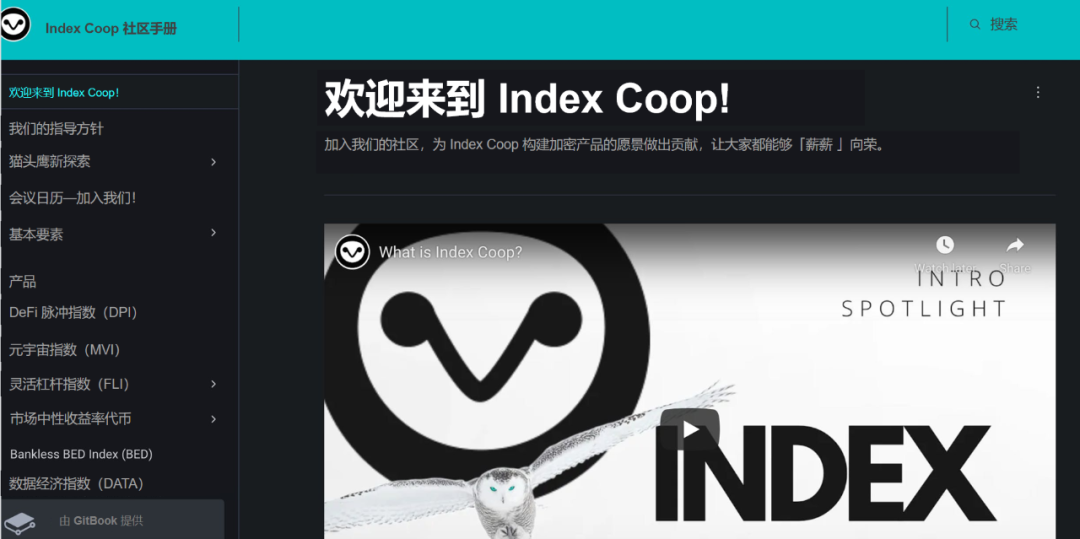 Index Coop 社区手册
搜索
欢迎来到 Index Coop!
我们的指导方针
猫头鹰新探索
会议日历—加入我们!
基本要素
产品
DeFi 脉冲指数（DPI）
元宇宙指数（MVI）
灵活杠杆指数（FLI）
市场中性收益率代币
Bankless BED Index (BED)
数据经济指数（DATA）
由 GitBook 提供
欢迎来到 Index Coop!
加入我们的社区，为 Index Coop 构建加密产品的愿景做出贡献，让大家都能够「薪薪 」向荣。
What is Index Coop?
Watch later
Share
INTRO
SPOTLIGHT
INDEX